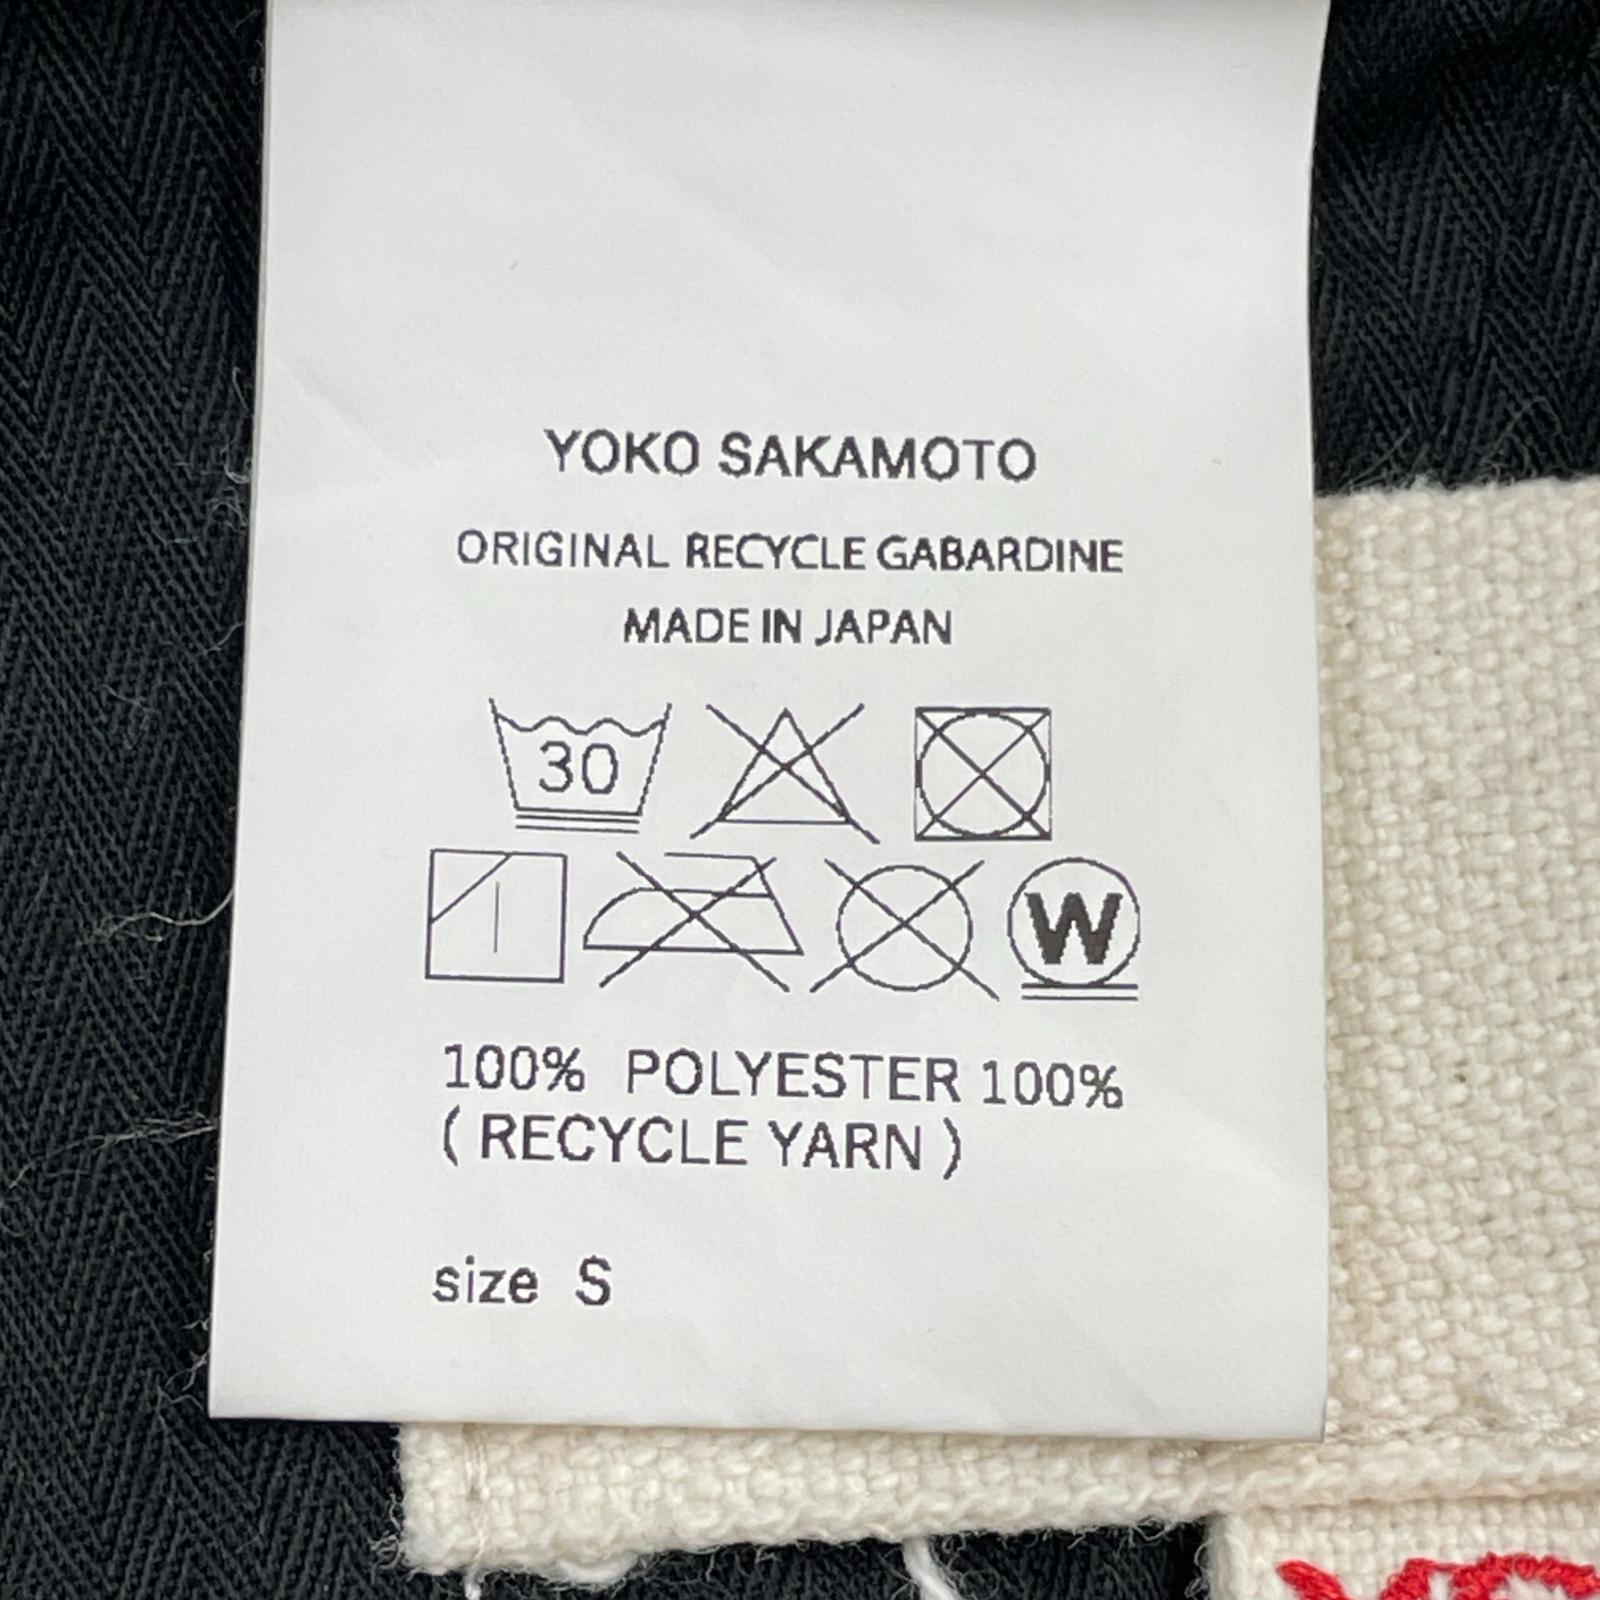 YOKO SAKAMOTO
ORIGINAL RECYCLE GABARDINE
MADE IN JAPAN
30
W
100% POLYESTER 100%
( RECYCLE YARN )
size S